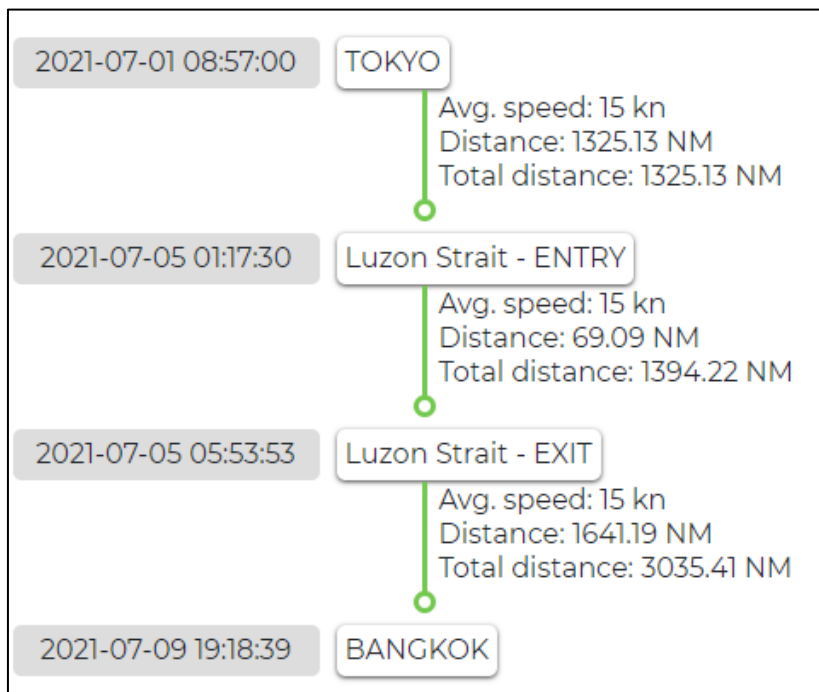 2021-07-01 08:57:00 TOKYO
Avg. speed: 15 kn
Distance: 1325.13 NM
Total distance: 1325.13 NM
2021-07-05 01:17:30 Luzon Strait - ENTRY
Avg. speed: 15 kn
Distance: 69.09 NM
Total distance: 1394.22 NM
2021-07-05 05:53:53 Luzon Strait - EXIT
Avg. speed: 15 kn
Distance: 1641.19 NM
Total distance: 3035.41 NM
2021-07-09 19:18:39 BANGKOK